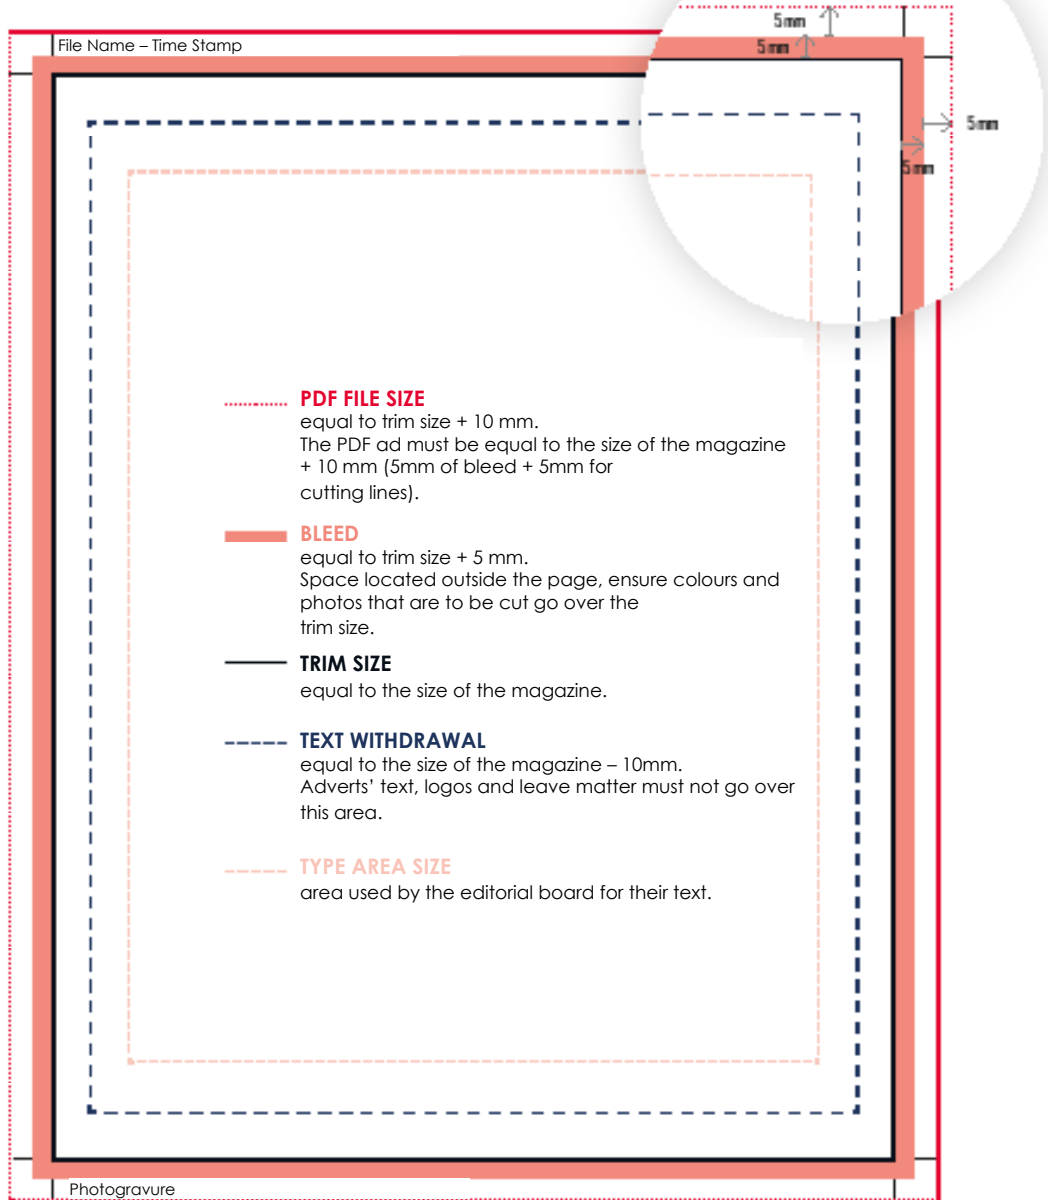 5mm
File Name – Time Stamp
5mm
5mm
5mm
PDF FILE SIZE
equal to trim size + 10 mm.
The PDF ad must be equal to the size of the magazine
+ 10 mm (5mm of bleed + 5mm for
cutting lines).
BLEED
equal to trim size + 5 mm.
Space located outside the page, ensure colours and
photos that are to be cut go over the
trim size.
TRIM SIZE
equal to the size of the magazine.
TEXT WITHDRAWAL
equal to the size of the magazine – 10mm.
Adverts’ text, logos and leave matter must not go over
this area.
TYPE AREA SIZE
area used by the editorial board for their text.
Photogravure